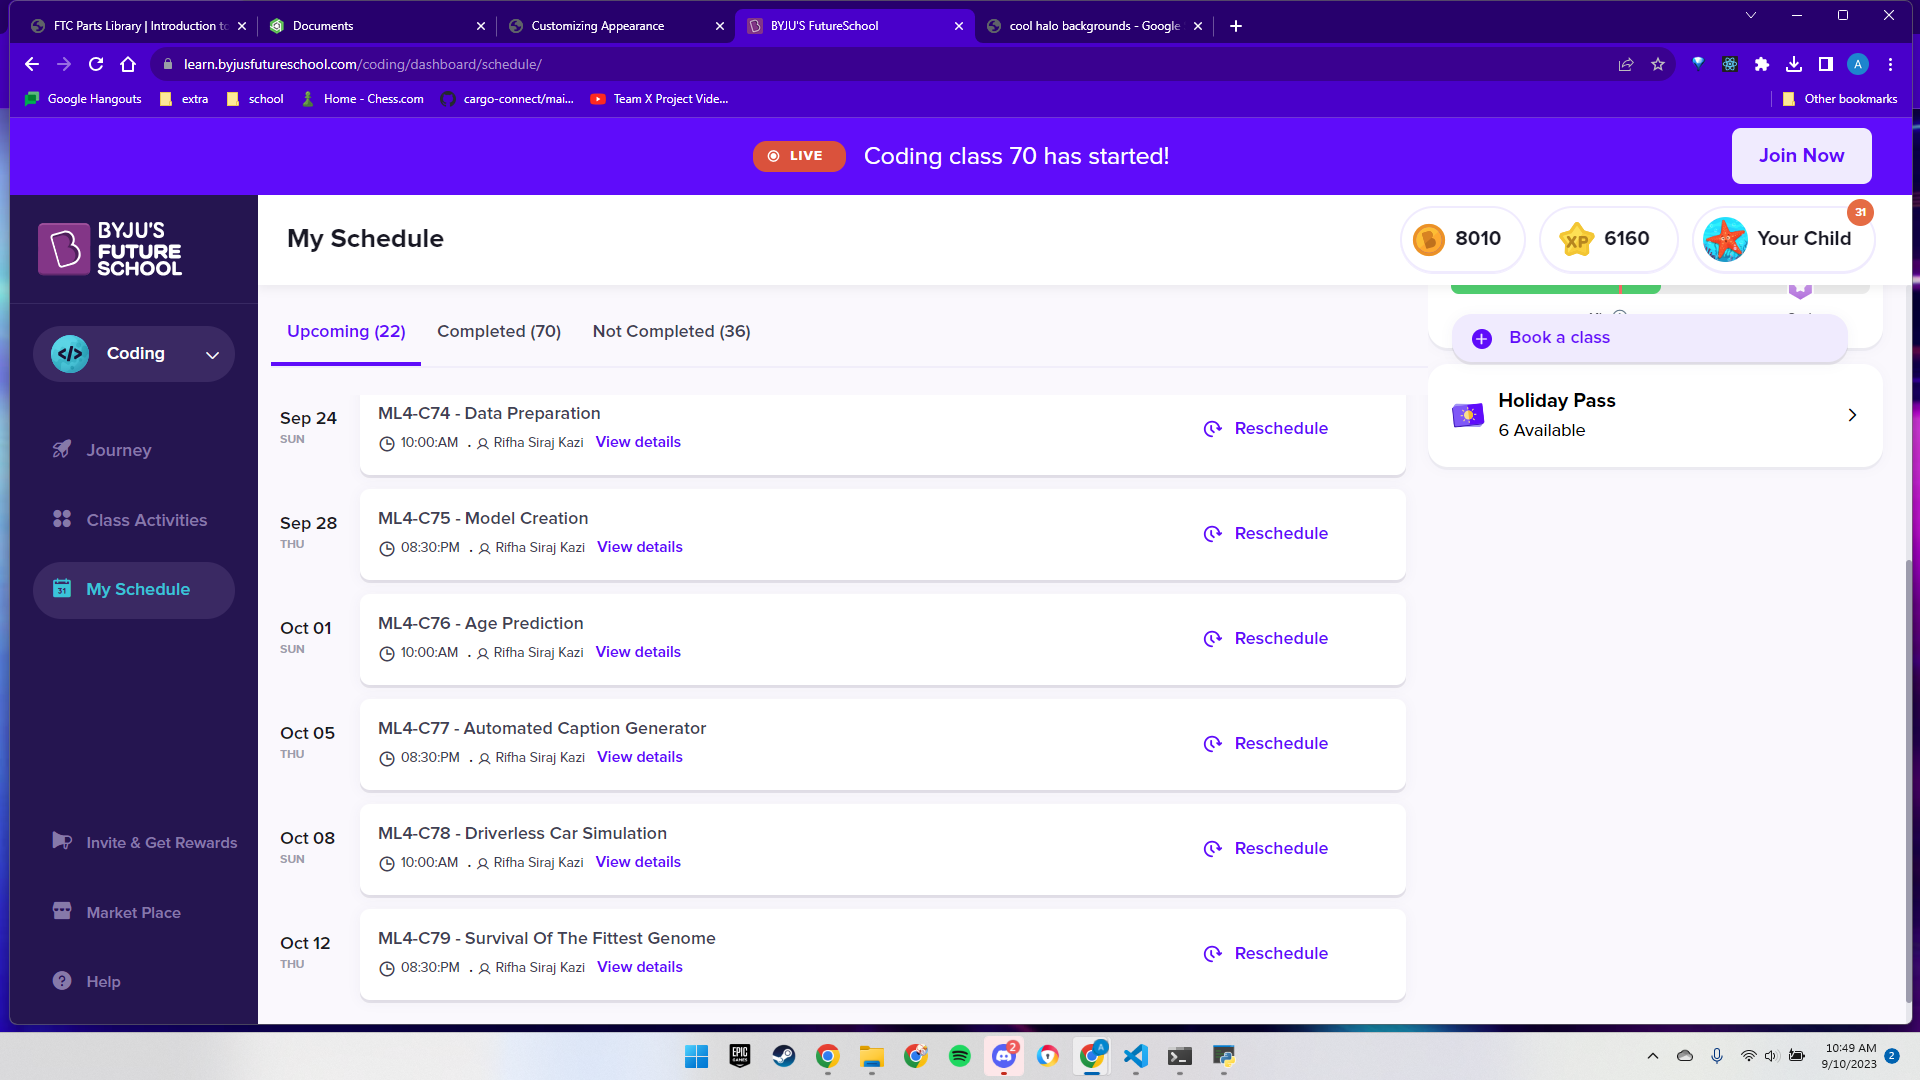 FTC Parts Library | Introduction to
Documents
Customizing Appearance
BYJU'S FutureSchool
cool halo backgrounds - Google
learn.byjusfutureschool.com/coding/dashboard/schedule/
A
Google Hangouts
extra
school
Home - Chess.com
cargo-connect/mai...
Team X Project Vide...
Other bookmarks
LIVE
Coding class 70 has started!
Join Now
BYJU'S
FUTURE
SCHOOL
My Schedule
8010
XP
6160
Your Child
31
Coding
Journey
Class Activities
31
My Schedule
Invite & Get Rewards
Market Place
Help
Upcoming (22)
Completed (70)
Not Completed (36)
Sep 24
SUN
ML4-C74 - Data Preparation
10:00:AM . Rifha Siraj Kazi View details
Reschedule
Sep 28
THU
ML4-C75 - Model Creation
08:30:PM . Rifha Siraj Kazi View details
Reschedule
Oct 01
SUN
ML4-C76 - Age Prediction
10:00:AM . Rifha Siraj Kazi View details
Reschedule
Oct 05
THU
ML4-C77 - Automated Caption Generator
08:30:PM . Rifha Siraj Kazi View details
Reschedule
Oct 08
SUN
ML4-C78 - Driverless Car Simulation
10:00:AM . Rifha Siraj Kazi View details
Reschedule
Oct 12
THU
ML4-C79 - Survival Of The Fittest Genome
08:30:PM . Rifha Siraj Kazi View details
Reschedule
Book a class
Holiday Pass
6 Available
EPIC
GAMES
2
A
10:49 AM
9/10/2023
2